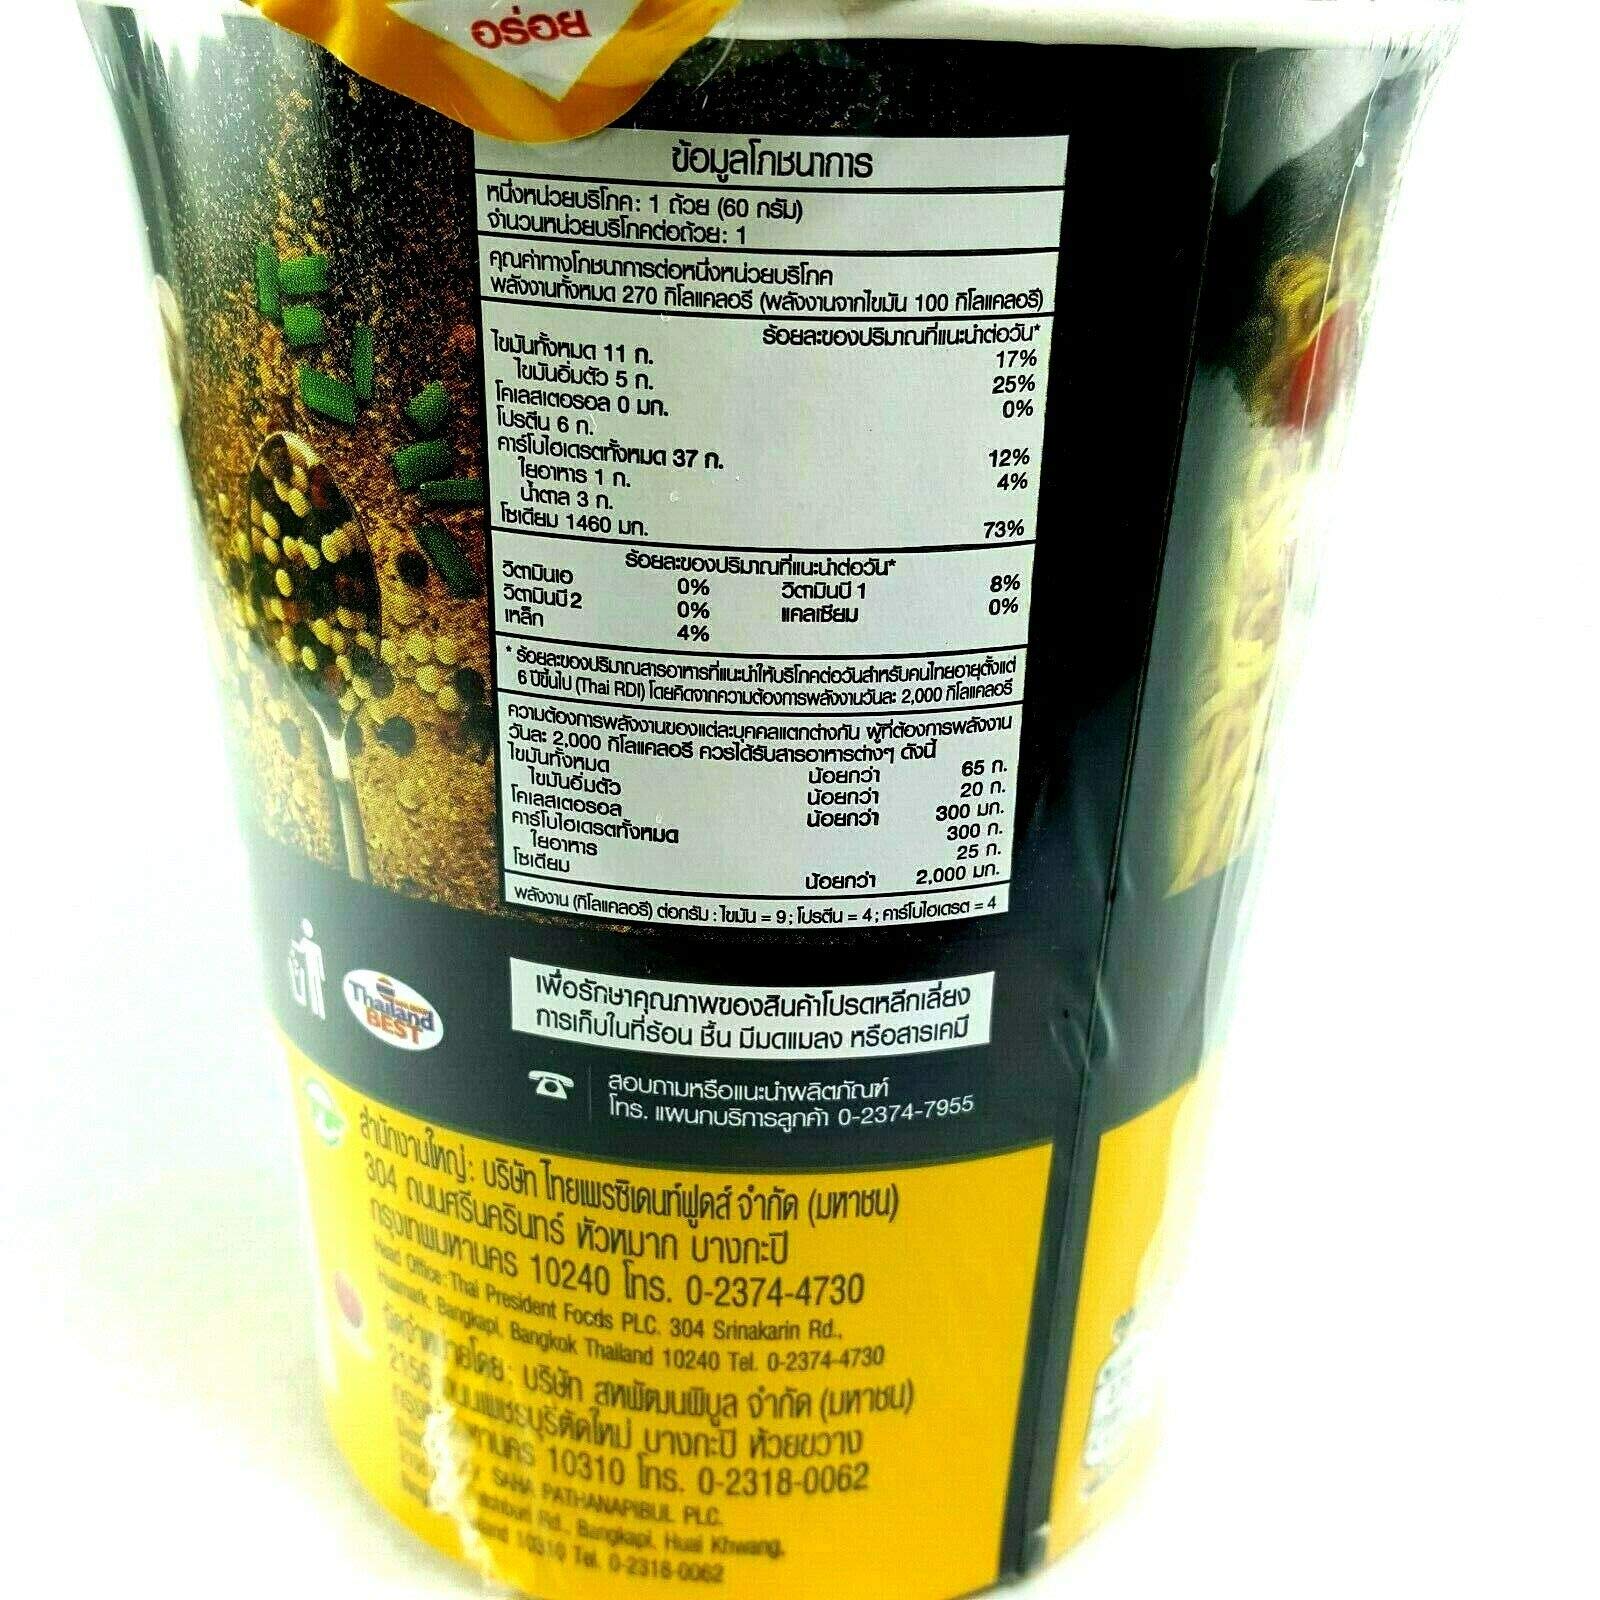 อร่อย
ข้อมูลโภชนาการ
หนึ่งหน่วยบริโภค: 1 ถ้วย (60 กรัม)
จำนวนหน่วยบริโภคต่อถ้วย: 1
คุณค่าทางโภชนาการต่อหนึ่งหน่วยบริโภค
พลังงานทั้งหมด 270 กิโลแคลอรี (พลังงานจากไขมัน 100 กิโลแคลอรี)
ร้อยละของปริมาณที่แนะนำต่อวัน*
ไขมันทั้งหมด 11 ก. 17%
ไขมันอิ่มตัว 5 ก. 25%
โคเลสเตอรอล 0 มก. 0%
โปรตีน 6 ก.
คาร์โบไฮเดรตทั้งหมด 37 ก. 12%
ใยอาหาร 1 ก. 4%
น้ำตาล 3 ก.
โซเดียม 1460 มก. 73%
ร้อยละของปริมาณที่แนะนำต่อวัน*
วิตามินเอ 0% วิตามินบี 1 8%
วิตามินบี 2 0% แคลเซียม 0%
เหล็ก 4%
* ร้อยละของปริมาณสารอาหารที่แนะนำให้บริโภคต่อวันสำหรับคนไทยอายุตั้งแต่
6 ปีขึ้นไป (Thai RDI) โดยคิดจากความต้องการพลังงานวันละ 2,000 กิโลแคลอรี
ความต้องการพลังงานของแต่ละบุคคลแตกต่างกัน ผู้ที่ต้องการพลังงาน
วันละ 2,000 กิโลแคลอรี ควรได้รับสารอาหารต่างๆ ดังนี้
ไขมันทั้งหมด น้อยกว่า 65 ก.
ไขมันอิ่มตัว น้อยกว่า 20 ก.
โคเลสเตอรอล น้อยกว่า 300 มก.
คาร์โบไฮเดรตทั้งหมด 300 ก.
ใยอาหาร 25 ก.
โซเดียม น้อยกว่า 2,000 มก.
พลังงาน (กิโลแคลอรี) ต่อกรัม : ไขมัน = 9 ; โปรตีน = 4 ; คาร์โบไฮเดรต = 4
Thailand
BEST
เพื่อรักษาคุณภาพของสินค้าโปรดหลีกเลี่ยง
การเก็บในที่ร้อน ชื้น มีมดแมลง หรือสารเคมี
สอบถามหรือแนะนำผลิตภัณฑ์
โทร. แผนกบริการลูกค้า 0-2374-7955
สำนักงานใหญ่: บริษัท ไทยเพรซิเดนท์ฟูดส์ จำกัด (มหาชน)
304 ถนนศรีนครินทร์ หัวหมาก บางกะปิ
กรุงเทพมหานคร 10240 โทร. 0-2374-4730
Head Office: Thai President Foods PLC. 304 Srinakarin Rd.,
Huamark, Bangkapi, Bangkok Thailand 10240 Tel. 0-2374-4730
จัดจำหน่ายโดย: บริษัท สหพัฒนพิบูล จำกัด (มหาชน)
2156 ถนนเพชรบุรีตัดใหม่ บางกะปิ ห้วยขวาง
10310 โทร. 0-2318-0062
SAHA PATHANAPIBUL PLC.
Rd., Bangkapi, Huai Khwang,
10310 Tel. 0-2318-0062